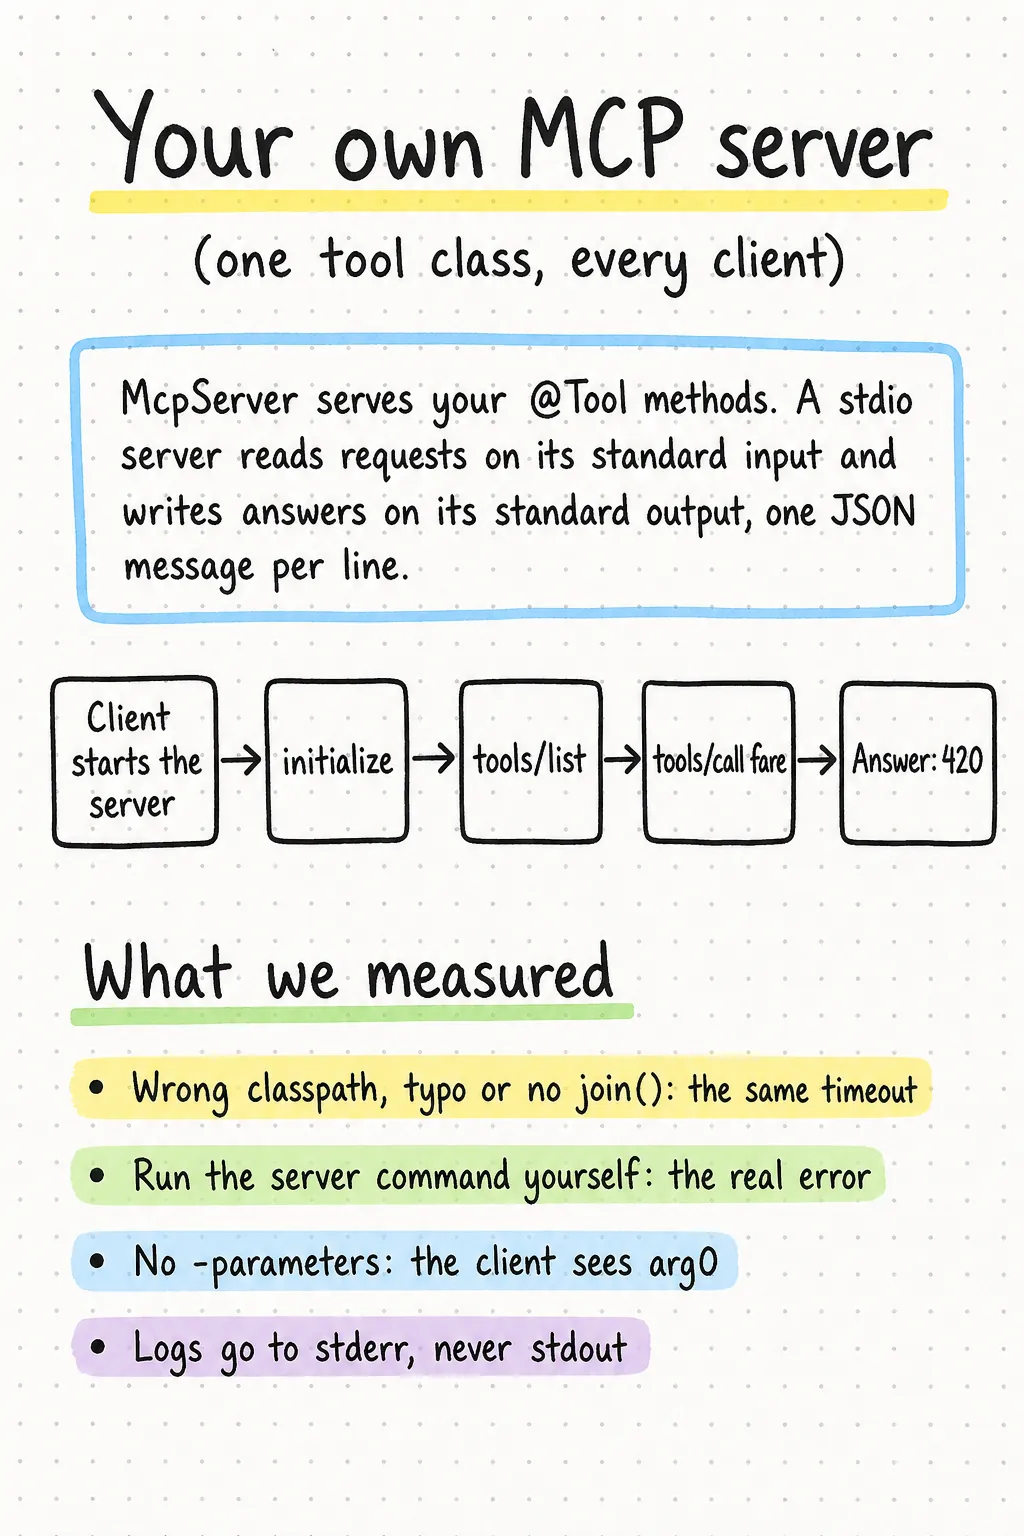 Your own MCP server
(one tool class, every client)
McpServer serves your @Tool methods. A stdio
server reads requests on its standard input and
writes answers on its standard output, one JSON
message per line.
Client
starts the
server
initialize
tools/list
tools/call fare
Answer: 420
What we measured
• Wrong classpath, typo or no join(): the same timeout
• Run the server command yourself: the real error
• No -parameters: the client sees arg0
• Logs go to stderr, never stdout